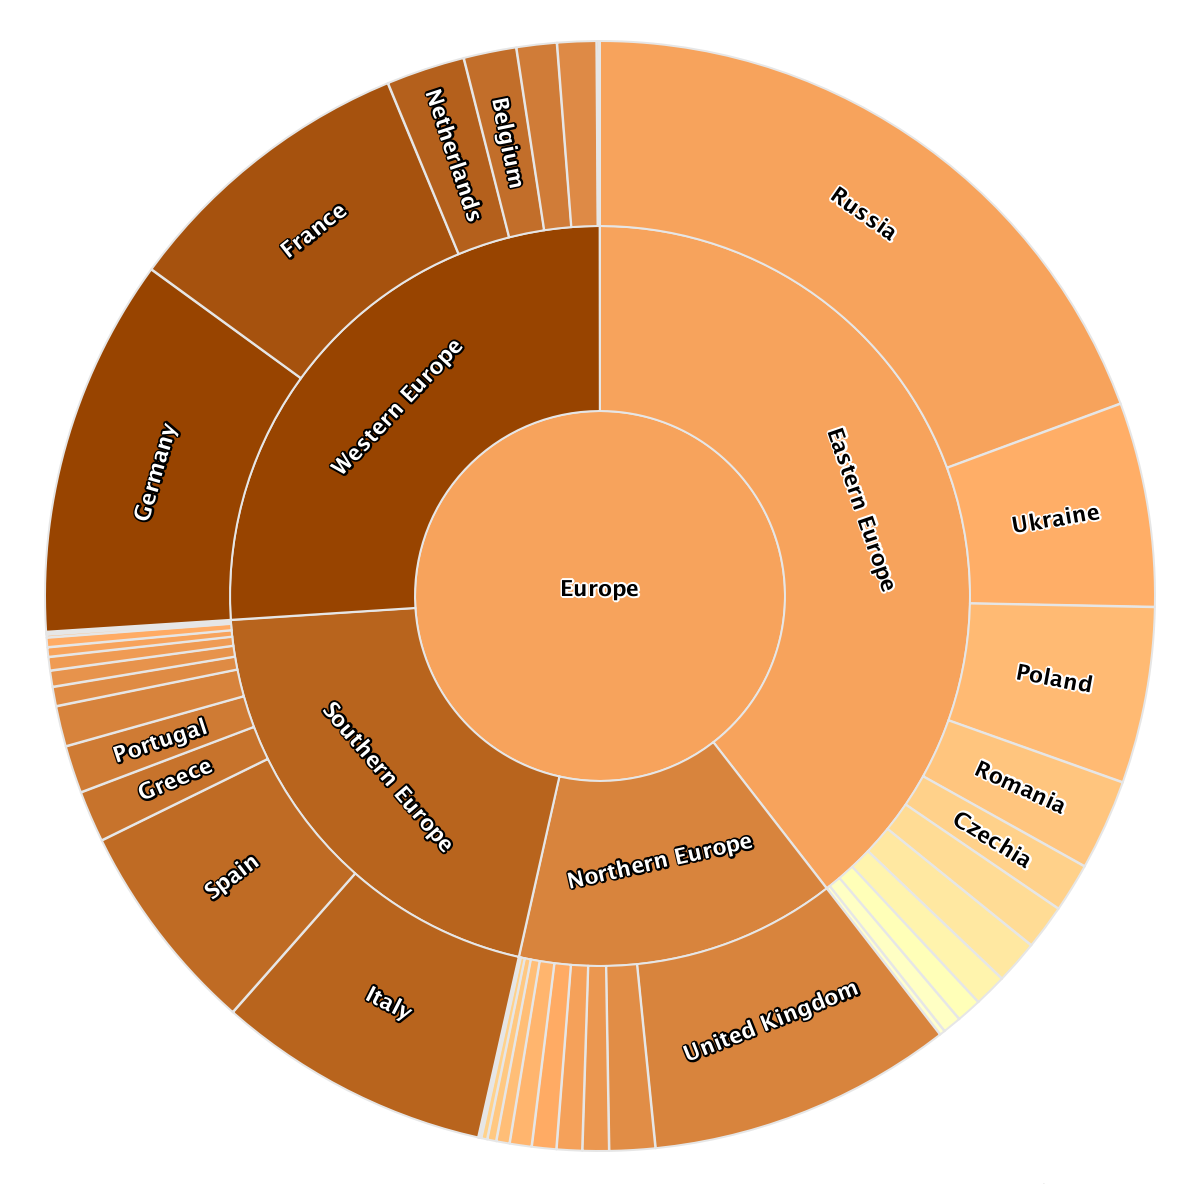 Europe
Eastern Europe
Northern Europe
Southern Europe
Western Europe
Russia
Ukraine
Poland
Romania
Czechia
United Kingdom
Italy
Spain
Greece
Portugal
Germany
France
Netherlands
Belgium